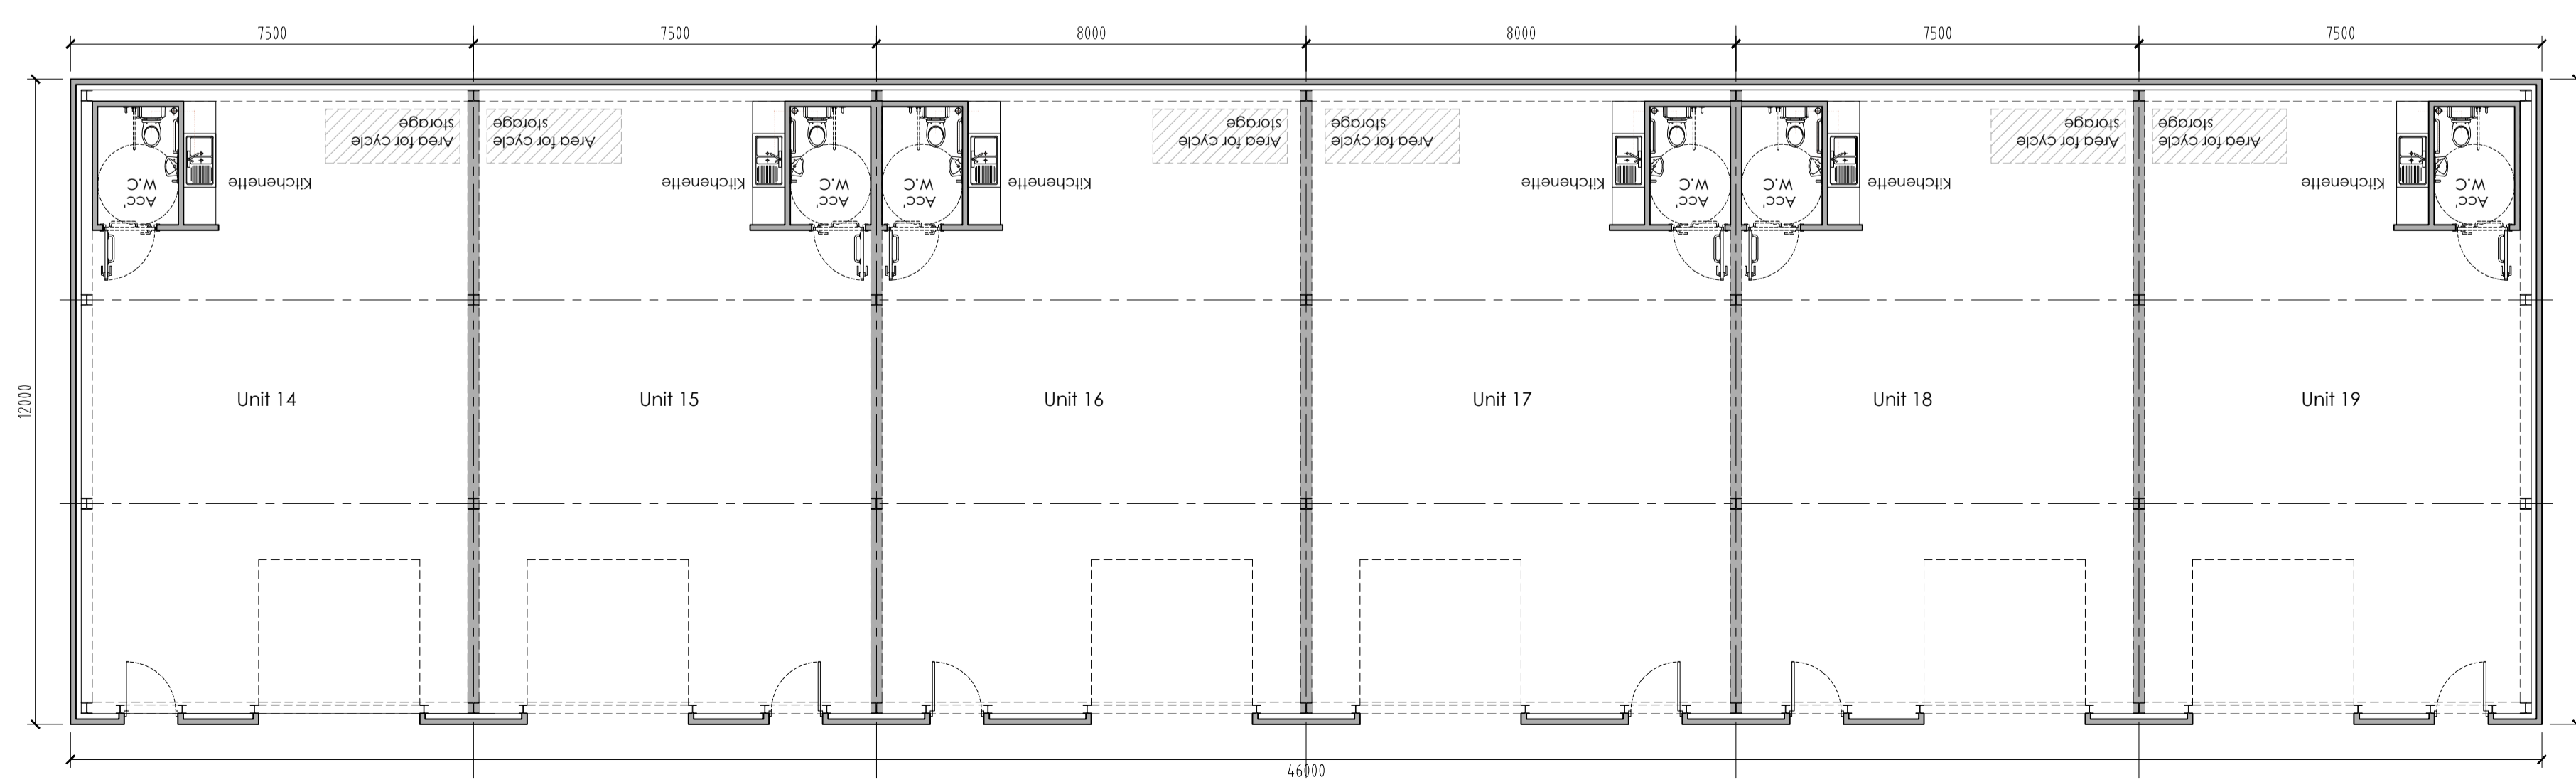 7500
7500
8000
8000
7500
7500
12000
Area for cycle
storage
Kitchenette
Acc'
W.C
Area for cycle
storage
Kitchenette
Acc'
W.C
Acc'
W.C
Kitchenette
Area for cycle
storage
Area for cycle
storage
Kitchenette
Acc'
W.C
Acc'
W.C
Kitchenette
Area for cycle
storage
Area for cycle
storage
Kitchenette
Acc'
W.C
Unit 14
Unit 15
Unit 16
Unit 17
Unit 18
Unit 19
46000